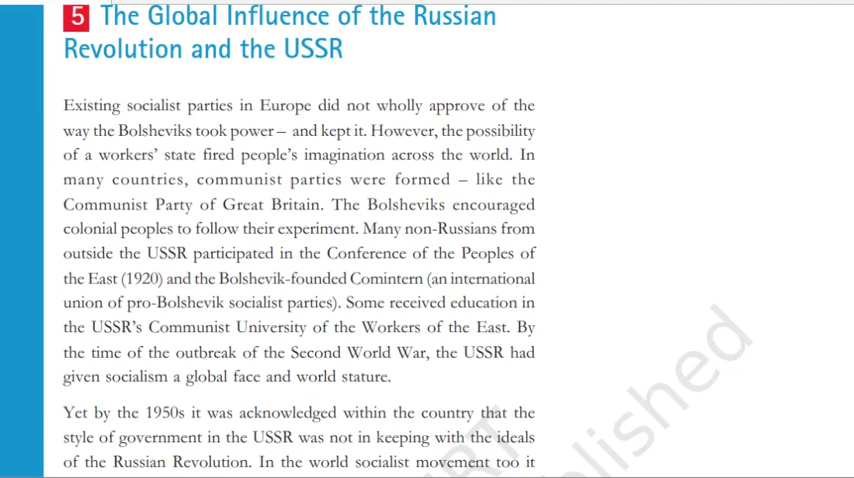 5 The Global Influence of the Russian
Revolution and the USSR
Existing socialist parties in Europe did not wholly approve of the
way the Bolsheviks took power – and kept it. However, the possibility
of a workers’ state fired people’s imagination across the world. In
many countries, communist parties were formed – like the
Communist Party of Great Britain. The Bolsheviks encouraged
colonial peoples to follow their experiment. Many non-Russians from
outside the USSR participated in the Conference of the Peoples of
the East (1920) and the Bolshevik-founded Comintern (an international
union of pro-Bolshevik socialist parties). Some received education in
the USSR’s Communist University of the Workers of the East. By
the time of the outbreak of the Second World War, the USSR had
given socialism a global face and world stature.
Yet by the 1950s it was acknowledged within the country that the
style of government in the USSR was not in keeping with the ideals
of the Russian Revolution. In the world socialist movement too it